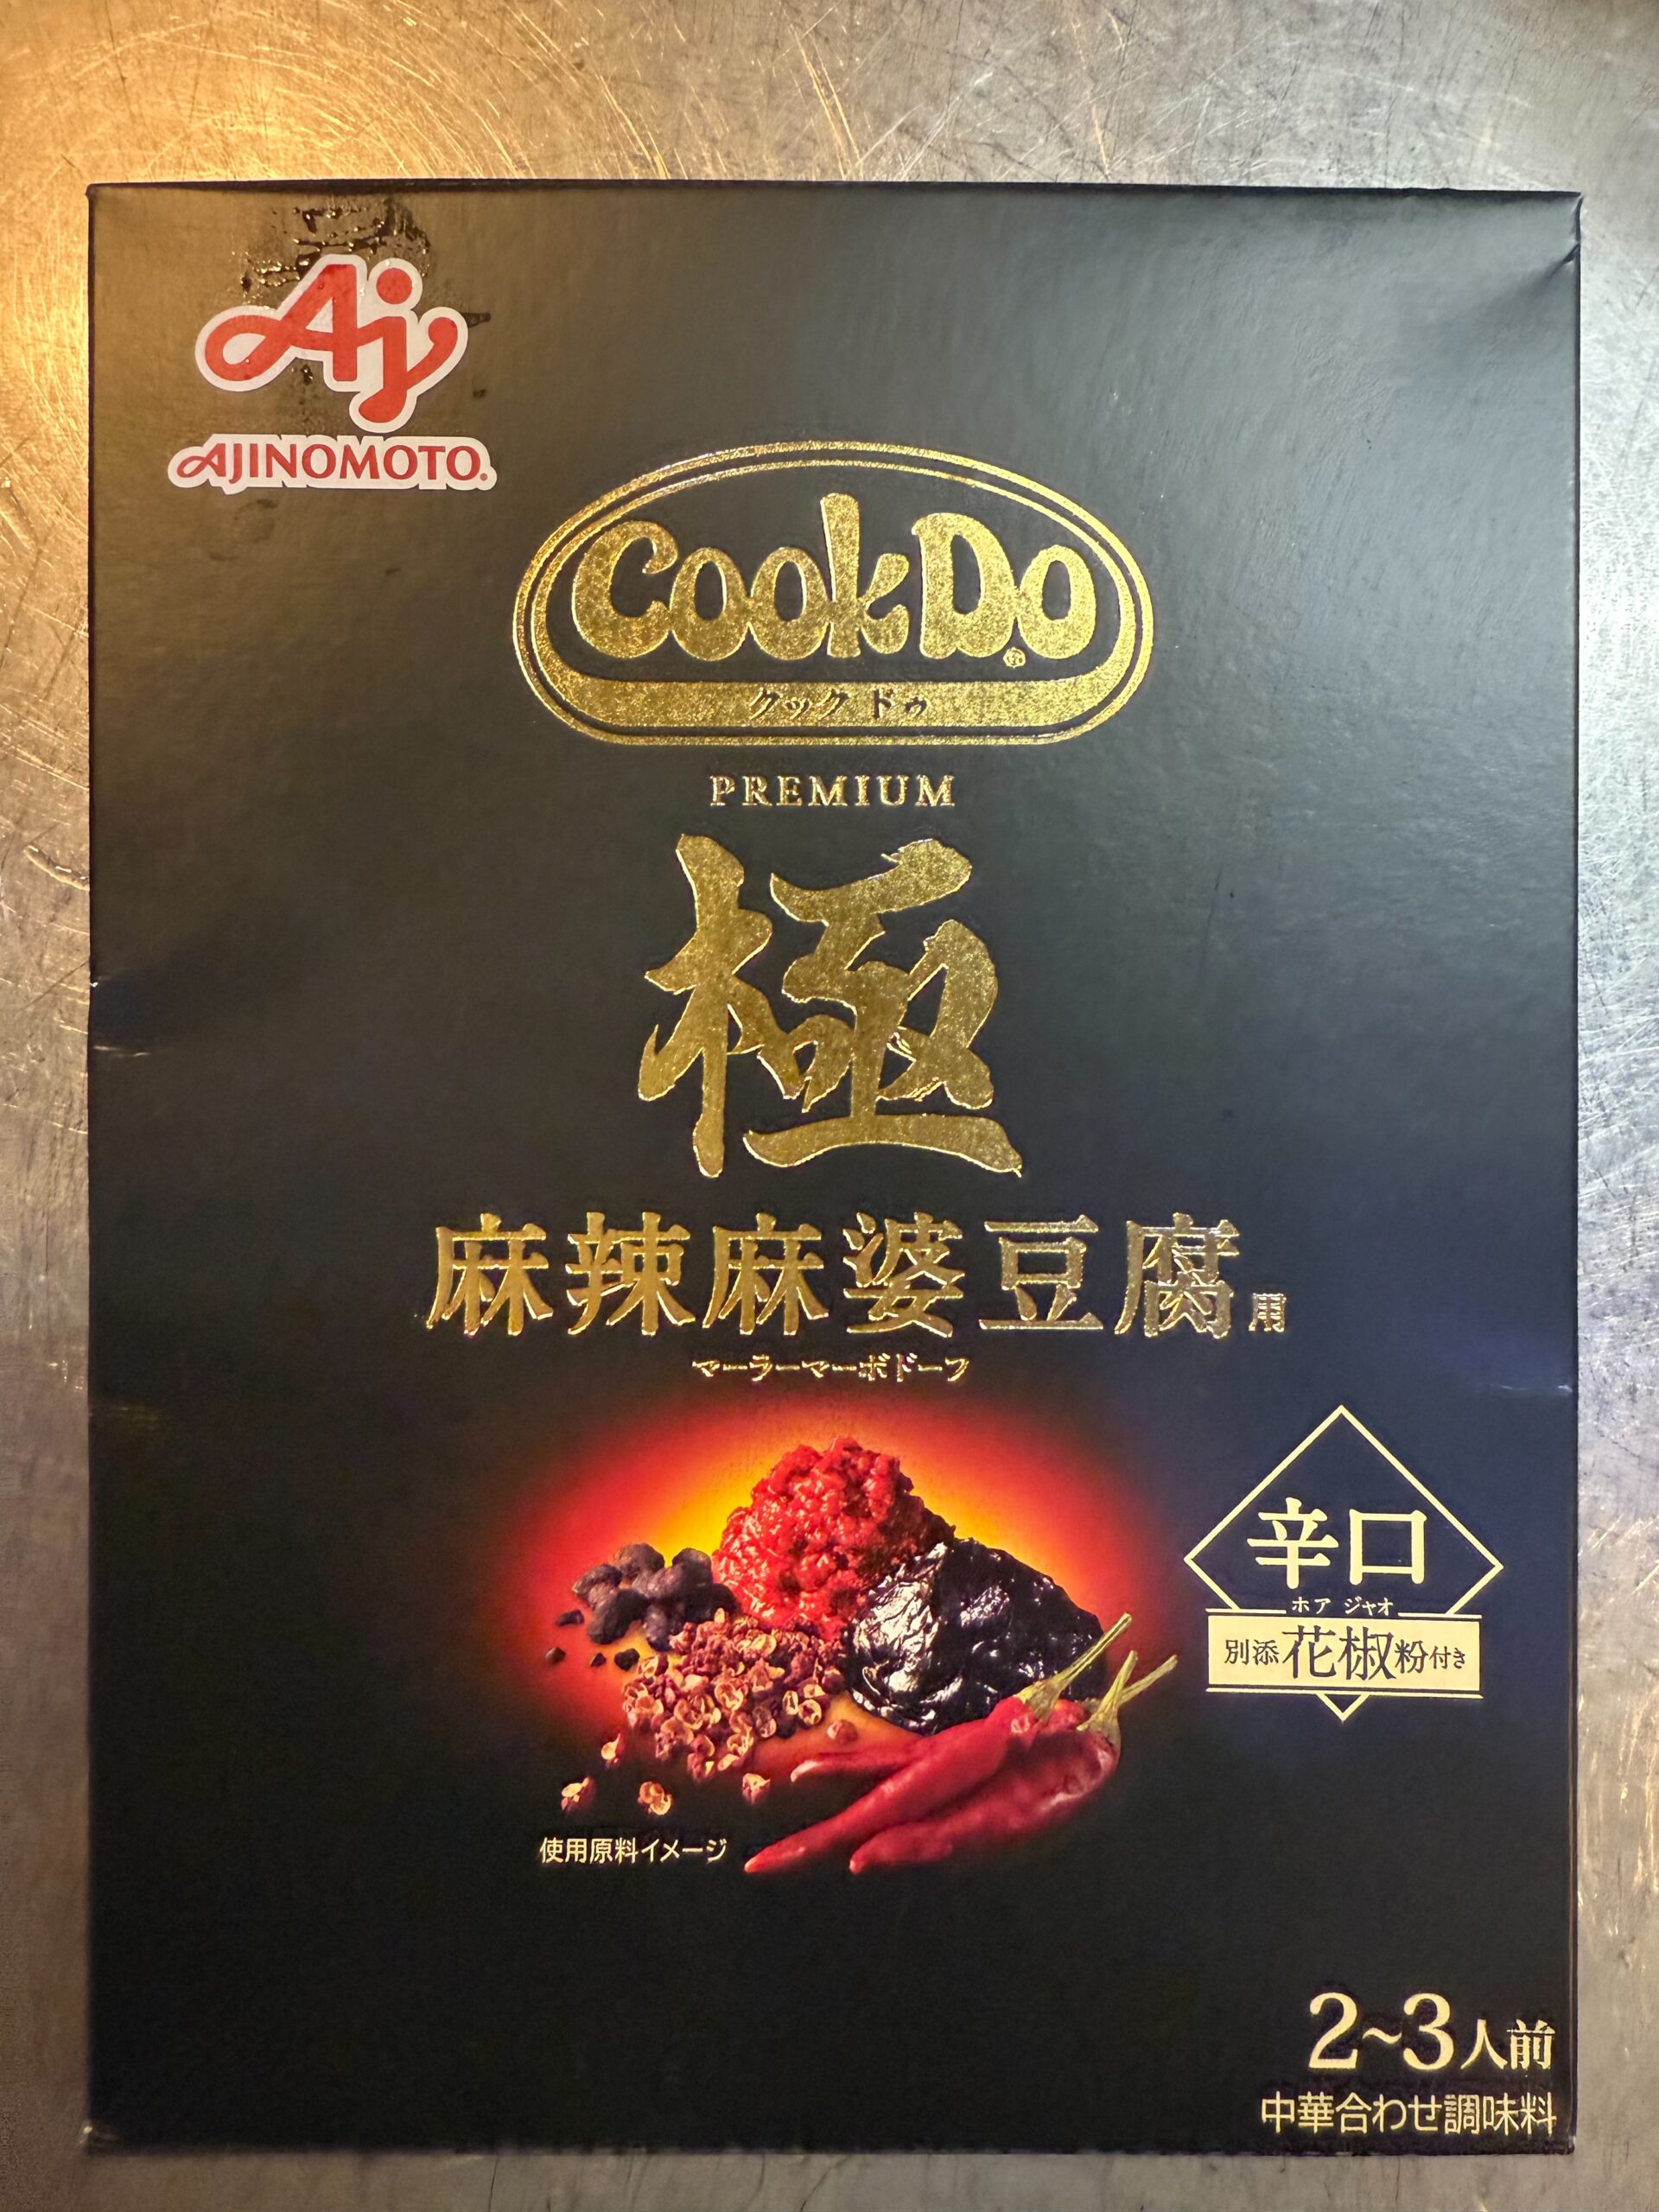 Aj
AJINOMOTO®
CookDo®
クックドゥ
PREMIUM
極
麻辣麻婆豆腐用
マーラーマーボドーフ
辛口
ホア ジャオ
別添花椒粉付き
使用原料イメージ
2~3人前
中華合わせ調味料